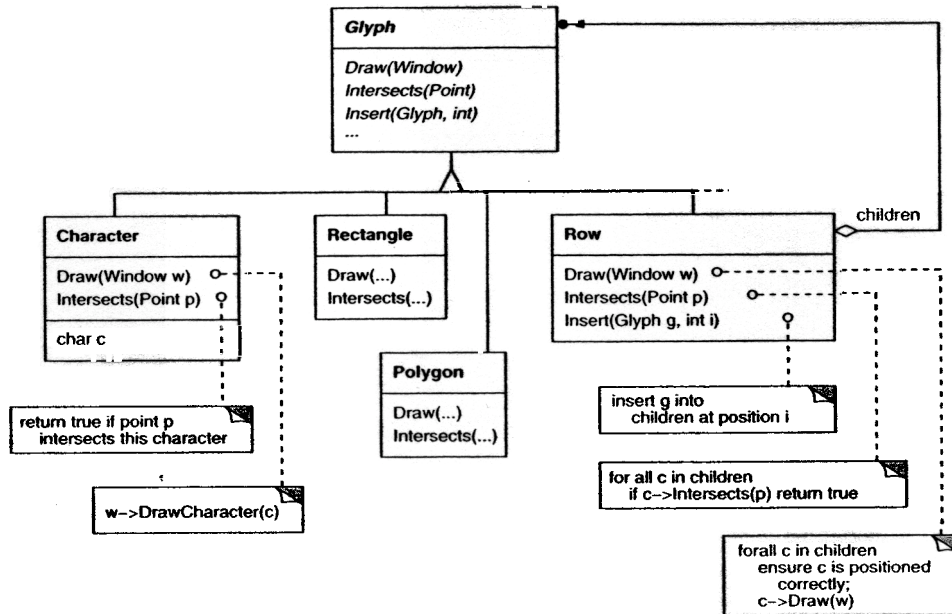 Glyph
Draw(Window)
Intersects(Point)
Insert(Glyph, int)
...
children
Character
Draw(Window w)
Intersects(Point p)
char c
Rectangle
Draw(...)
Intersects(...)
Row
Draw(Window w)
Intersects(Point p)
Insert(Glyph g, int i)
Polygon
Draw(...)
Intersects(...)
return true if point p
intersects this character
w->DrawCharacter(c)
insert g into
children at position i
for all c in children
if c->Intersects(p) return true
forall c in children
ensure c is positioned
correctly;
c->Draw(w)